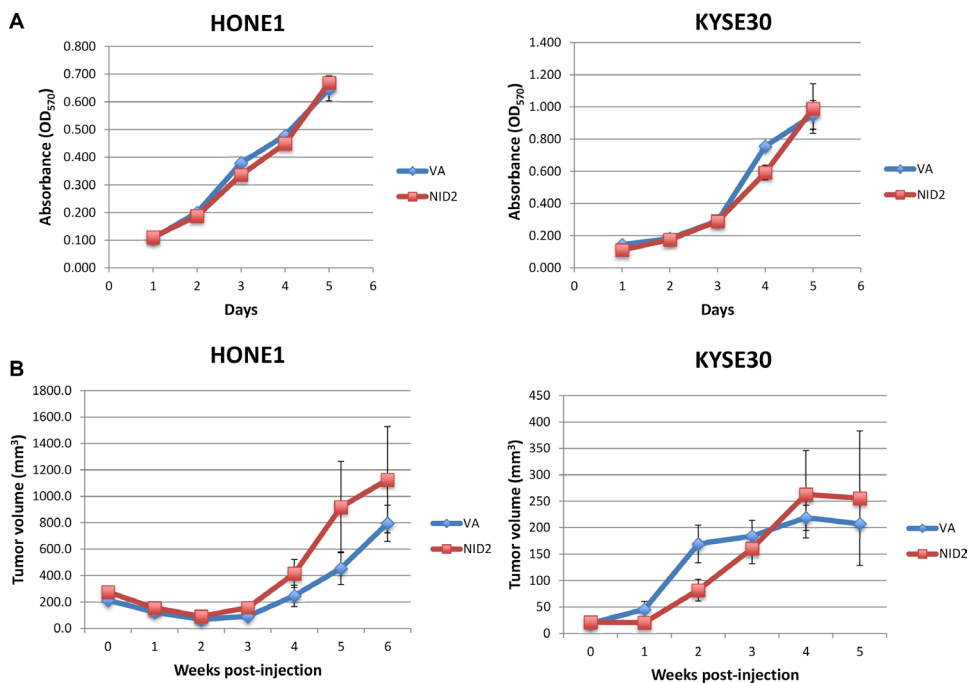 A
HONE1
0.800
0.700
0.600
0.500
0.400
0.300
0.200
0.100
0.000
Absorbance (OD570)
0 1 2 3 4 5 6
Days
VA
NID2
KYSE30
1.400
1.200
1.000
0.800
0.600
0.400
0.200
0.000
Absorbance (OD570)
0 1 2 3 4 5 6
Days
VA
NID2
B
HONE1
1800.0
1600.0
1400.0
1200.0
1000.0
800.0
600.0
400.0
200.0
0.0
Tumor volume (mm³)
0 1 2 3 4 5 6
Weeks post-injection
VA
NID2
KYSE30
450
400
350
300
250
200
150
100
50
0
Tumor volume (mm³)
0 1 2 3 4 5
Weeks post-injection
VA
NID2